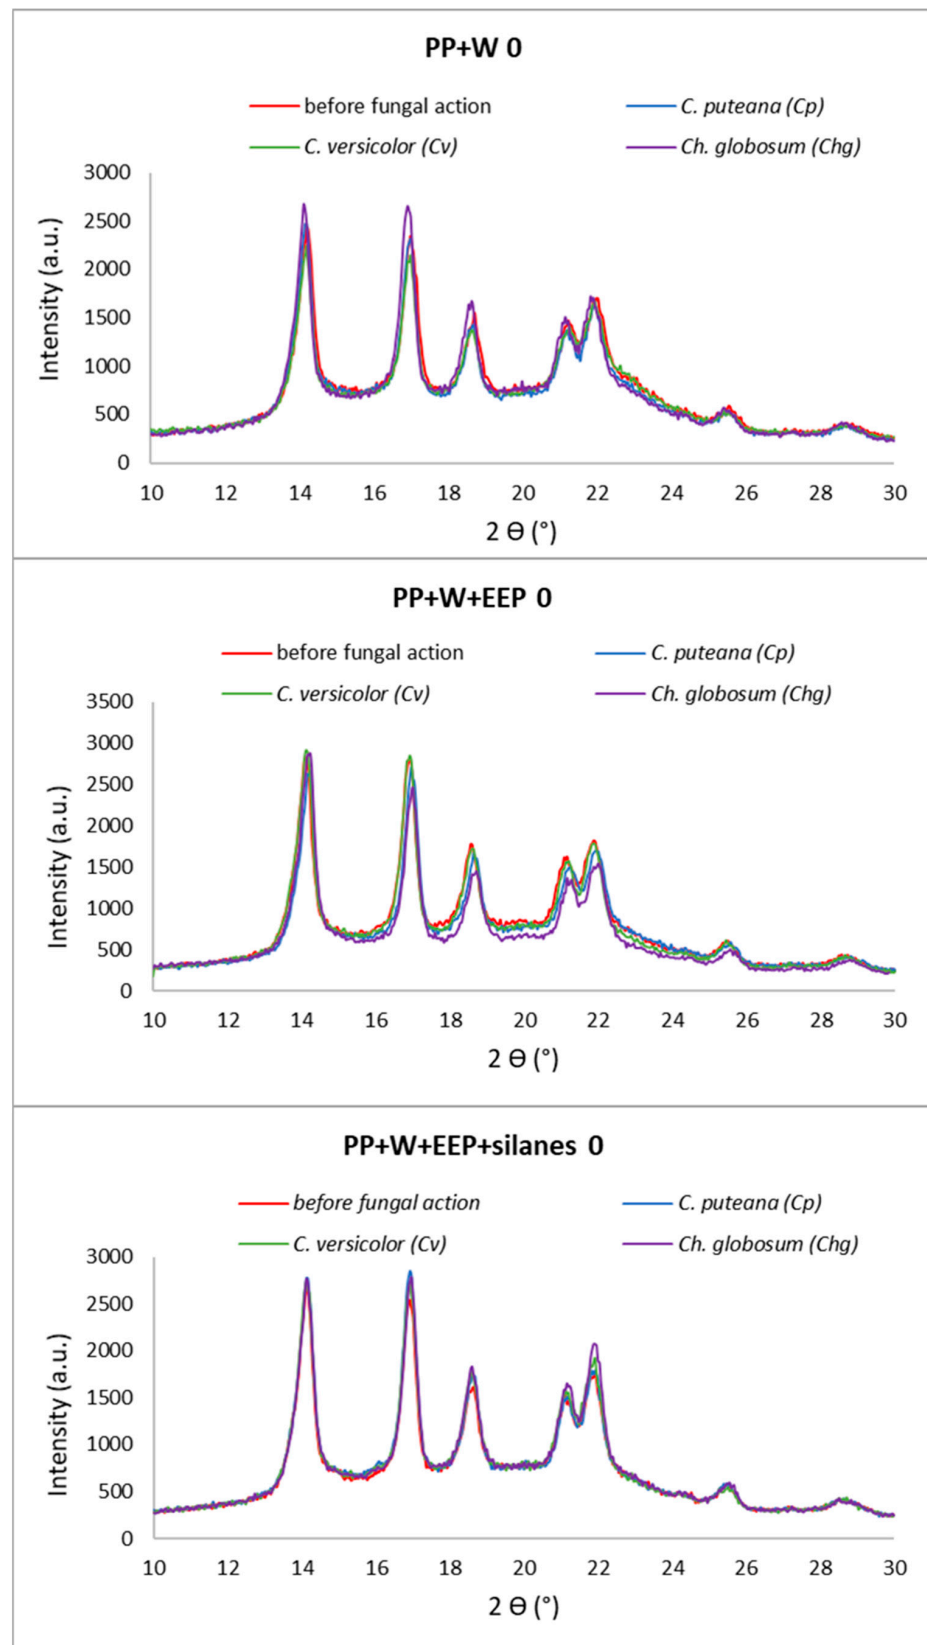 PP+W 0
before fungal action C. puteana (Cp)
C. versicolor (Cv) Ch. globosum (Chg)
3000
2500
2000
1500
1000
500
0
Intensity (a.u.)
10 12 14 16 18 20 22 24 26 28 30
2 ϴ (°)
PP+W+EEP 0
before fungal action C. puteana (Cp)
C. versicolor (Cv) Ch. globosum (Chg)
3500
3000
2500
2000
1500
1000
500
0
Intensity (a.u.)
10 12 14 16 18 20 22 24 26 28 30
2 ϴ (°)
PP+W+EEP+silanes 0
before fungal action C. puteana (Cp)
C. versicolor (Cv) Ch. globosum (Chg)
3000
2500
2000
1500
1000
500
0
Intensity (a.u.)
10 12 14 16 18 20 22 24 26 28 30
2 ϴ (°)